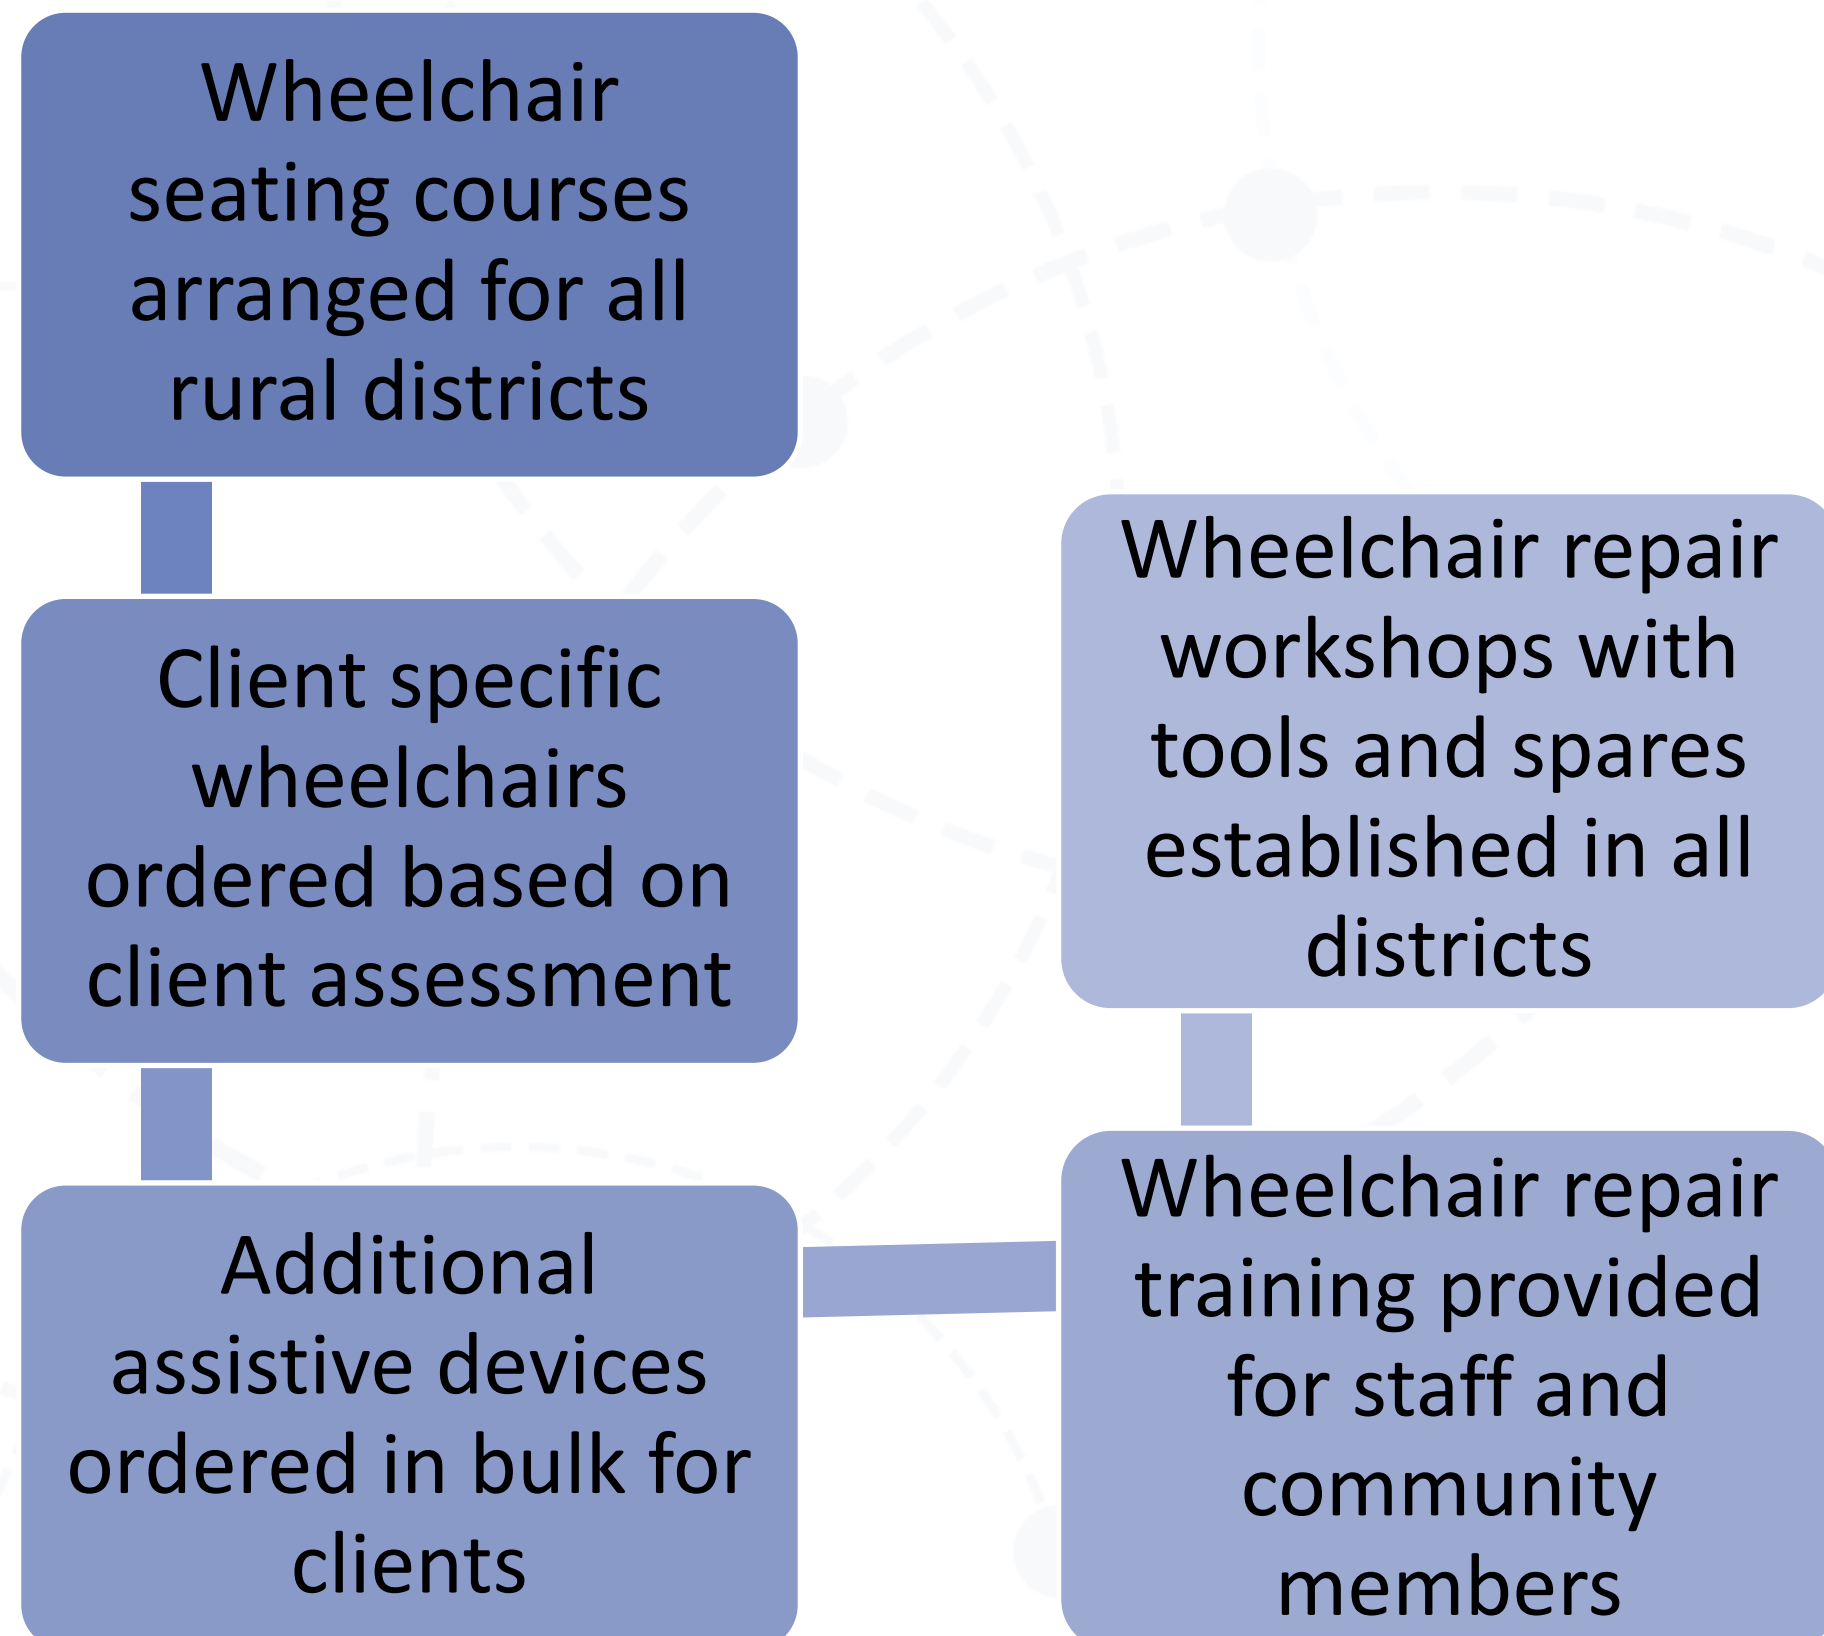 Wheelchair
seating courses
arranged for all
rural districts
Client specific
wheelchairs
ordered based on
client assessment
Additional
assistive devices
ordered in bulk for
clients
Wheelchair repair
training provided
for staff and
community
members
Wheelchair repair
workshops with
tools and spares
established in all
districts